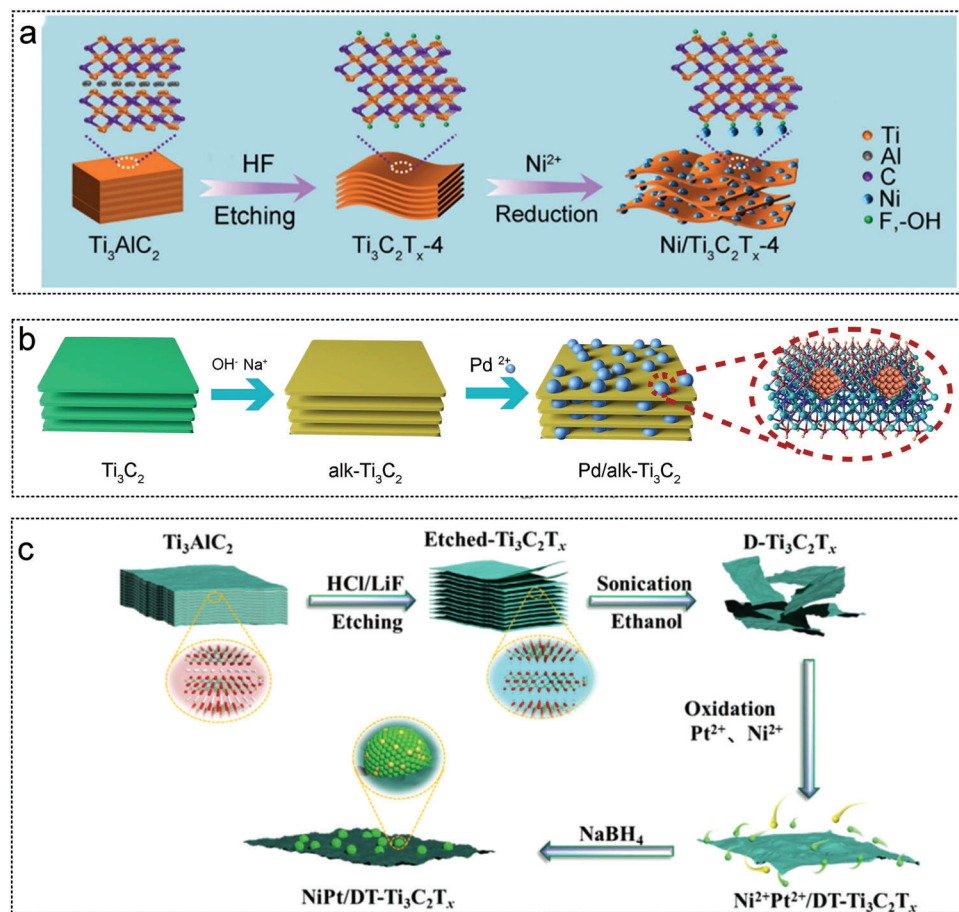 a
HF
Etching
Ni²⁺
Reduction
Ti₃AlC₂
Ti₃C₂Tₓ-4
Ni/Ti₃C₂Tₓ-4
Ti
Al
C
Ni
F,-OH
b
OH⁻ Na⁺
Pd ²⁺
Ti₃C₂
alk-Ti₃C₂
Pd/alk-Ti₃C₂
c
Ti₃AlC₂
HCl/LiF
Etching
Etched-Ti₃C₂Tₓ
Sonication
Ethanol
D-Ti₃C₂Tₓ
Oxidation
Pt²⁺、Ni²⁺
NaBH₄
NiPt/DT-Ti₃C₂Tₓ
Ni²⁺Pt²⁺/DT-Ti₃C₂Tₓ